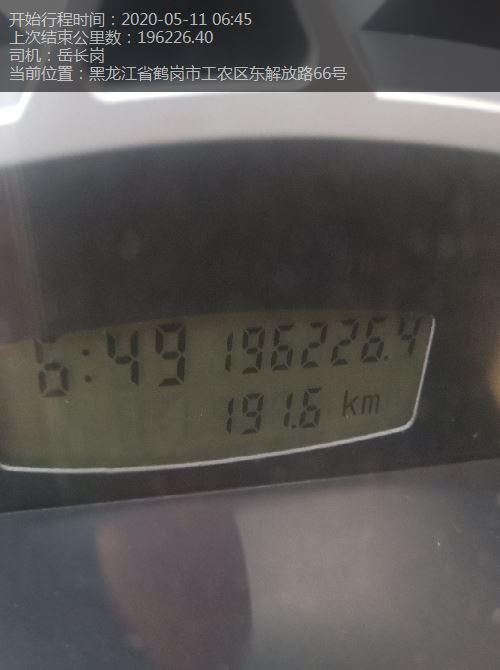 开始行程时间：2020-05-11 06:45
上次结束公里数：196226.40
司机：岳长岗
当前位置：黑龙江省鹤岗市工农区东解放路66号
6:49 196226.4
191.6 km